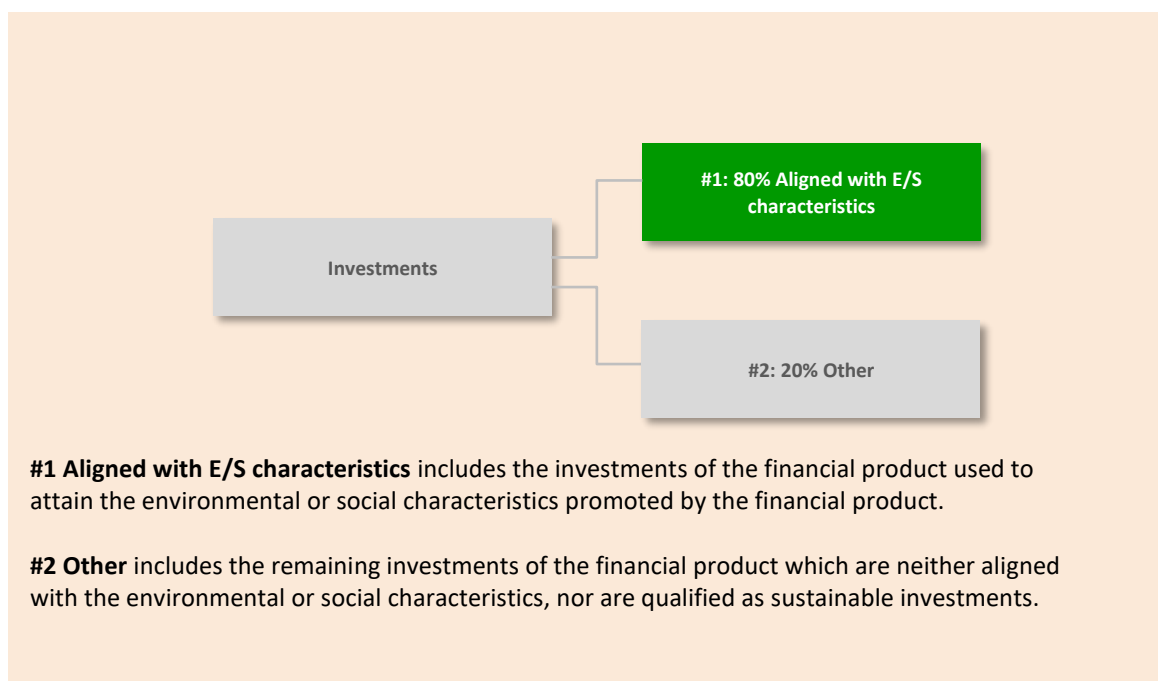 #1: 80% Aligned with E/S
characteristics
Investments
#2: 20% Other
#1 Aligned with E/S characteristics includes the investments of the financial product used to
attain the environmental or social characteristics promoted by the financial product.
#2 Other includes the remaining investments of the financial product which are neither aligned
with the environmental or social characteristics, nor are qualified as sustainable investments.